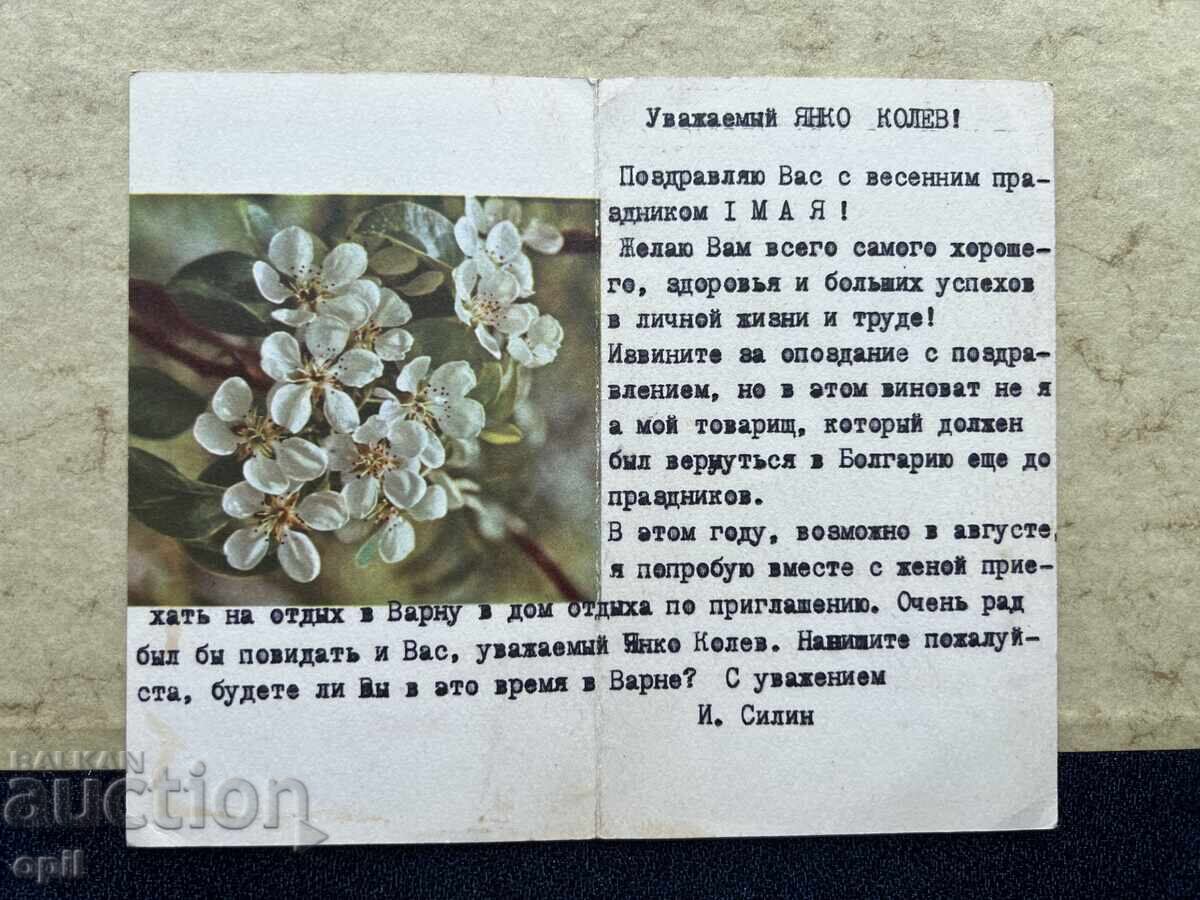 Уважаемый ЯНКО КОЛЕВ!
Поздравляю Вас с весенним пра-
здником I М А Я !
Желаю Вам всего самого хороше-
го, здоровья и больших успехов
в личной жизни и труде!
Извините за опоздание с поздра-
влением, но в этом виноват не я
а мой товарищ, который должен
был вернуться в Болгарию еще до
праздников.
В этом году, возможно в августе,
я попробую вместе с женой прие-
хать на отдых в Варну в дом отдыха по приглашению. Очень рад
был бы повидать и Вас, уважаемый Янко Колев. Напишите пожалуй-
ста, будете ли Вы в это время в Варне? С уважением
И. Силин
BALKAN
auction
opil